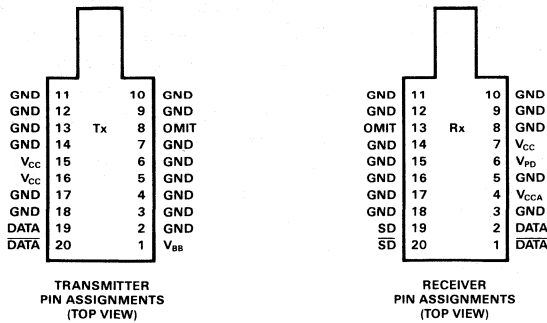 GND 11 10 GND GND 11 10 GND
GND 12 9 GND GND 12 9 GND
GND 13 Tx 8 OMIT OMIT 13 Rx 8 GND
GND 14 7 GND GND 14 7 VCC
VCC 15 6 GND GND 15 6 VPD
VCC 16 5 GND GND 16 5 GND
GND 17 4 GND GND 17 4 VCCA
GND 18 3 GND GND 18 3 GND
DATA 19 2 GND SD 19 2 DATA
D̅A̅T̅A̅ 20 1 VBB S̅D̅ 20 1 D̅A̅T̅A̅
TRANSMITTER RECEIVER
PIN ASSIGNMENTS PIN ASSIGNMENTS
(TOP VIEW) (TOP VIEW)